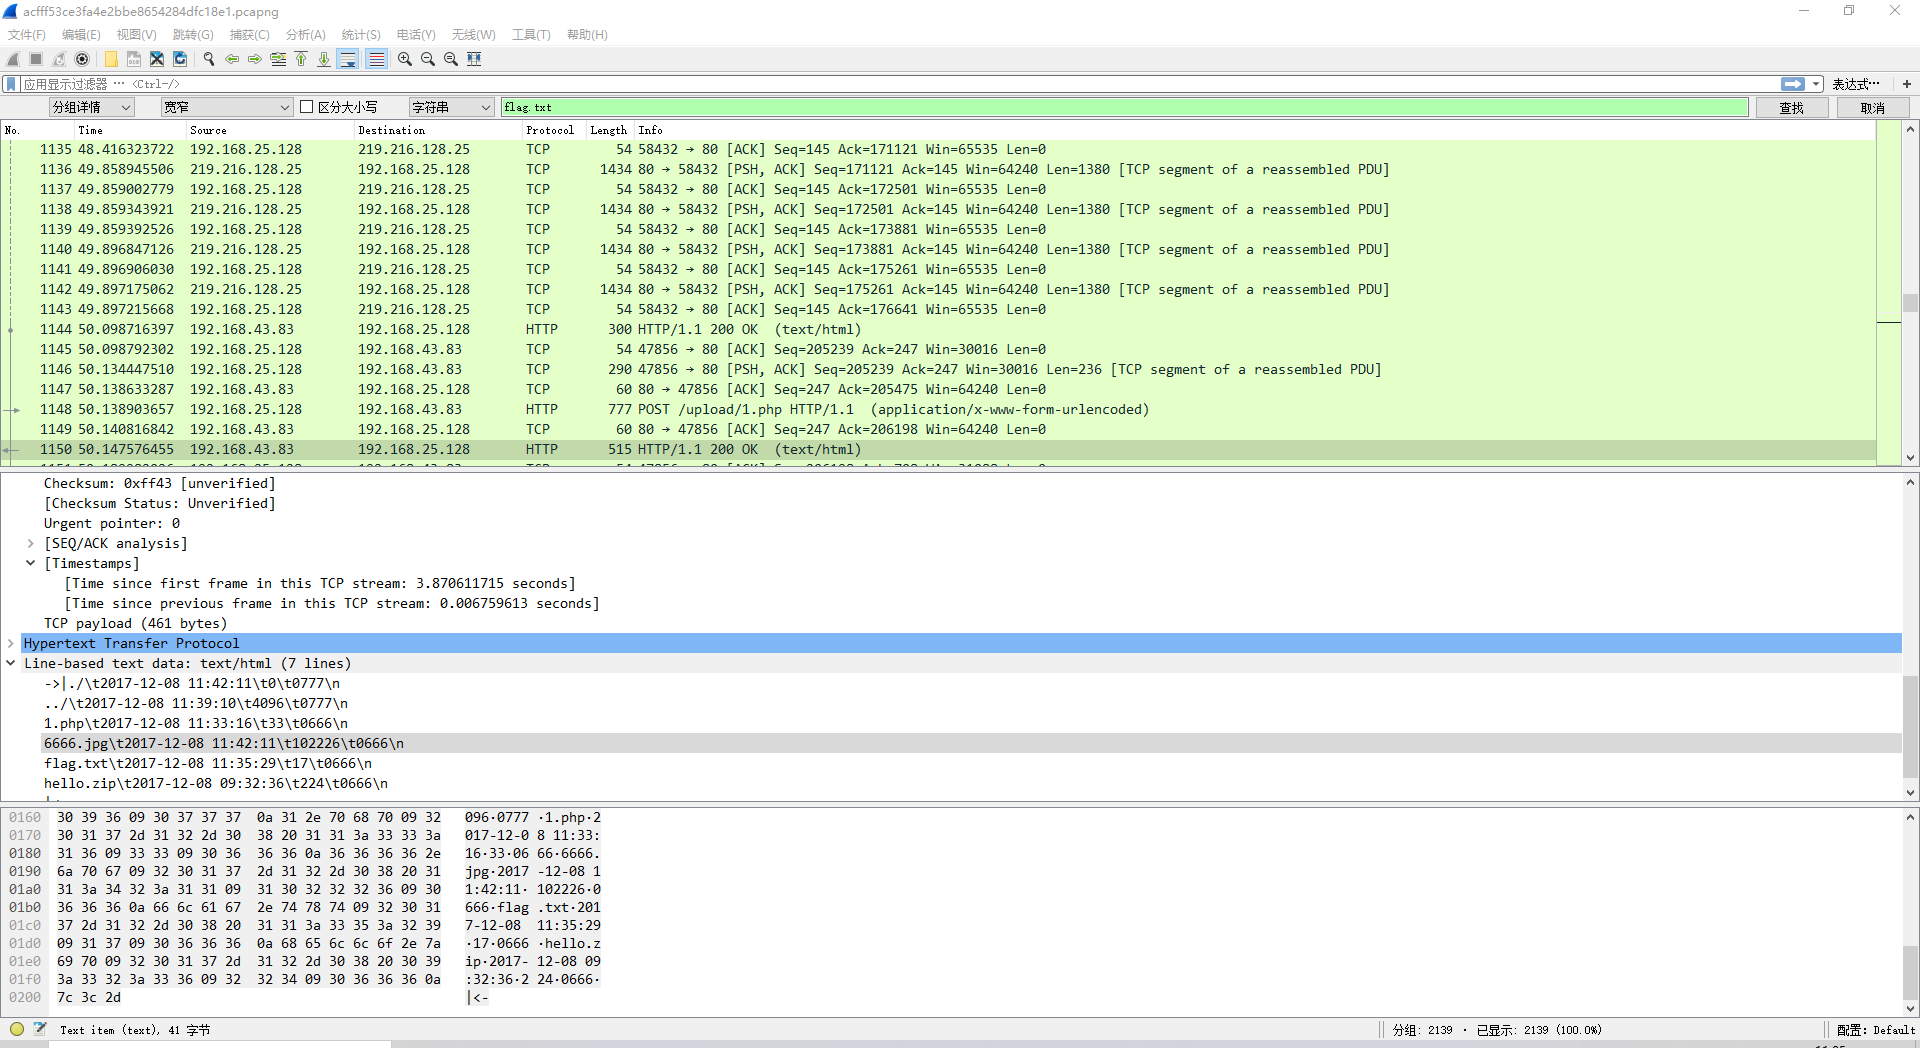 acfff53ce3fa4e2bbe8654284dfc18e1.pcapng
文件(F) 编辑(E) 视图(V) 跳转(G) 捕获(C) 分析(A) 统计(S) 电话(Y) 无线(W) 工具(T) 帮助(H)
应用显示过滤器 … <Ctrl-/> 表达式… +
分组详情 宽窄 区分大小写 字符串 flag.txt 查找 取消
No. Time Source Destination Protocol Length Info
1135 48.416323722 192.168.25.128 219.216.128.25 TCP 54 58432 → 80 [ACK] Seq=145 Ack=171121 Win=65535 Len=0
1136 49.858945506 219.216.128.25 192.168.25.128 TCP 1434 80 → 58432 [PSH, ACK] Seq=171121 Ack=145 Win=64240 Len=1380 [TCP segment of a reassembled PDU]
1137 49.859002779 192.168.25.128 219.216.128.25 TCP 54 58432 → 80 [ACK] Seq=145 Ack=172501 Win=65535 Len=0
1138 49.859343921 219.216.128.25 192.168.25.128 TCP 1434 80 → 58432 [PSH, ACK] Seq=172501 Ack=145 Win=64240 Len=1380 [TCP segment of a reassembled PDU]
1139 49.859392526 192.168.25.128 219.216.128.25 TCP 54 58432 → 80 [ACK] Seq=145 Ack=173881 Win=65535 Len=0
1140 49.896847126 219.216.128.25 192.168.25.128 TCP 1434 80 → 58432 [PSH, ACK] Seq=173881 Ack=145 Win=64240 Len=1380 [TCP segment of a reassembled PDU]
1141 49.896906030 192.168.25.128 219.216.128.25 TCP 54 58432 → 80 [ACK] Seq=145 Ack=175261 Win=65535 Len=0
1142 49.897175062 219.216.128.25 192.168.25.128 TCP 1434 80 → 58432 [PSH, ACK] Seq=175261 Ack=145 Win=64240 Len=1380 [TCP segment of a reassembled PDU]
1143 49.897215668 192.168.25.128 219.216.128.25 TCP 54 58432 → 80 [ACK] Seq=145 Ack=176641 Win=65535 Len=0
1144 50.098716397 192.168.43.83 192.168.25.128 HTTP 300 HTTP/1.1 200 OK (text/html)
1145 50.098792302 192.168.25.128 192.168.43.83 TCP 54 47856 → 80 [ACK] Seq=205239 Ack=247 Win=30016 Len=0
1146 50.134447510 192.168.25.128 192.168.43.83 TCP 290 47856 → 80 [PSH, ACK] Seq=205239 Ack=247 Win=30016 Len=236 [TCP segment of a reassembled PDU]
1147 50.138633287 192.168.43.83 192.168.25.128 TCP 60 80 → 47856 [ACK] Seq=247 Ack=205475 Win=64240 Len=0
1148 50.138903657 192.168.25.128 192.168.43.83 HTTP 777 POST /upload/1.php HTTP/1.1 (application/x-www-form-urlencoded)
1149 50.140816842 192.168.43.83 192.168.25.128 TCP 60 80 → 47856 [ACK] Seq=247 Ack=206198 Win=64240 Len=0
1150 50.147576455 192.168.43.83 192.168.25.128 HTTP 515 HTTP/1.1 200 OK (text/html)
Checksum: 0xff43 [unverified]
[Checksum Status: Unverified]
Urgent pointer: 0
[SEQ/ACK analysis]
[Timestamps]
[Time since first frame in this TCP stream: 3.870611715 seconds]
[Time since previous frame in this TCP stream: 0.006759613 seconds]
TCP payload (461 bytes)
Hypertext Transfer Protocol
Line-based text data: text/html (7 lines)
->|./\t2017-12-08 11:42:11\t0\t0777\n
../\t2017-12-08 11:39:10\t4096\t0777\n
1.php\t2017-12-08 11:33:16\t33\t0666\n
6666.jpg\t2017-12-08 11:42:11\t102226\t0666\n
flag.txt\t2017-12-08 11:35:29\t17\t0666\n
hello.zip\t2017-12-08 09:32:36\t224\t0666\n
0160 30 39 36 09 30 37 37 37 0a 31 2e 70 68 70 09 32 096·0777 ·1.php·2
0170 30 31 37 2d 31 32 2d 30 38 20 31 31 3a 33 33 3a 017-12-0 8 11:33:
0180 31 36 09 33 33 09 30 36 36 36 0a 36 36 36 36 2e 16·33·06 66·6666.
0190 6a 70 67 09 32 30 31 37 2d 31 32 2d 30 38 20 31 jpg·2017 -12-08 1
01a0 31 3a 34 32 3a 31 31 09 31 30 32 32 32 36 09 30 1:42:11· 102226·0
01b0 36 36 36 0a 66 6c 61 67 2e 74 78 74 09 32 30 31 666·flag .txt·201
01c0 37 2d 31 32 2d 30 38 20 31 31 3a 33 35 3a 32 39 7-12-08 11:35:29
01d0 09 31 37 09 30 36 36 36 0a 68 65 6c 6c 6f 2e 7a ·17·0666 ·hello.z
01e0 69 70 09 32 30 31 37 2d 31 32 2d 30 38 20 30 39 ip·2017- 12-08 09
01f0 3a 33 32 3a 33 36 09 32 32 34 09 30 36 36 36 0a :32:36·2 24·0666·
0200 7c 3c 2d |<-
Text item (text), 41 字节 分组: 2139 · 已显示: 2139 (100.0%) 配置: Default